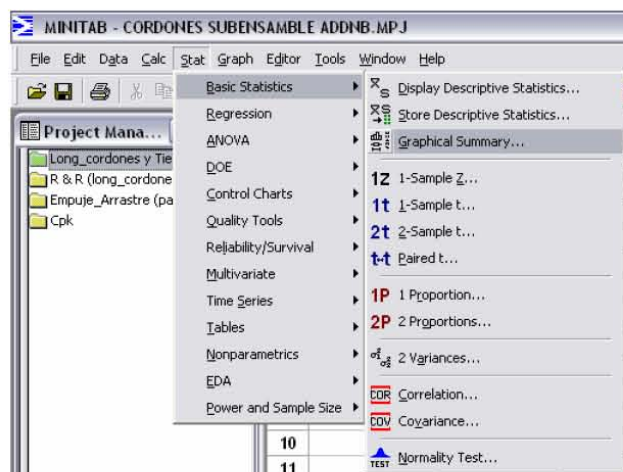 MINITAB - CORDONES SUBENSAMBLE ADDNB.MPJ
File Edit Data Calc Stat Graph Editor Tools Window Help
Project Mana...
Long_cordones y Tie
R & R (long_cordone
Empuje_Arrastre (pa
Cpk
Basic Statistics
Regression
ANOVA
DOE
Control Charts
Quality Tools
Reliability/Survival
Multivariate
Time Series
Tables
Nonparametrics
EDA
Power and Sample Size
Display Descriptive Statistics...
Store Descriptive Statistics...
Graphical Summary...
1Z 1-Sample Z...
1t 1-Sample t...
2t 2-Sample t...
t-t Paired t...
1P 1 Proportion...
2P 2 Proportions...
2 Variances...
COR Correlation...
COV Covariance...
TEST Normality Test...
10
11